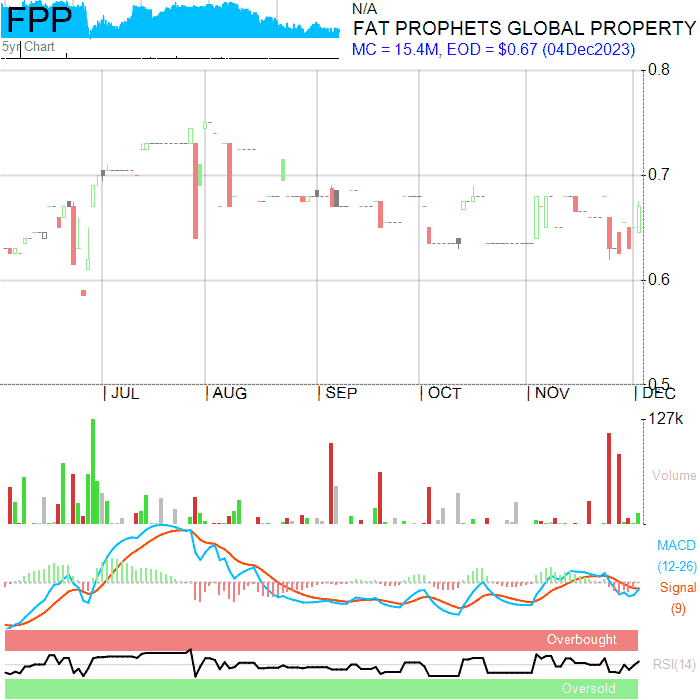 FPP
5yr Chart
N/A
FAT PROPHETS GLOBAL PROPERTY
MC = 15.4M, EOD = $0.67 (04Dec2023)
0.8
0.7
0.6
0.5
JUL AUG SEP OCT NOV DEC
127k
Volume
MACD
(12-26)
Signal
(9)
Overbought
RSI(14)
Oversold